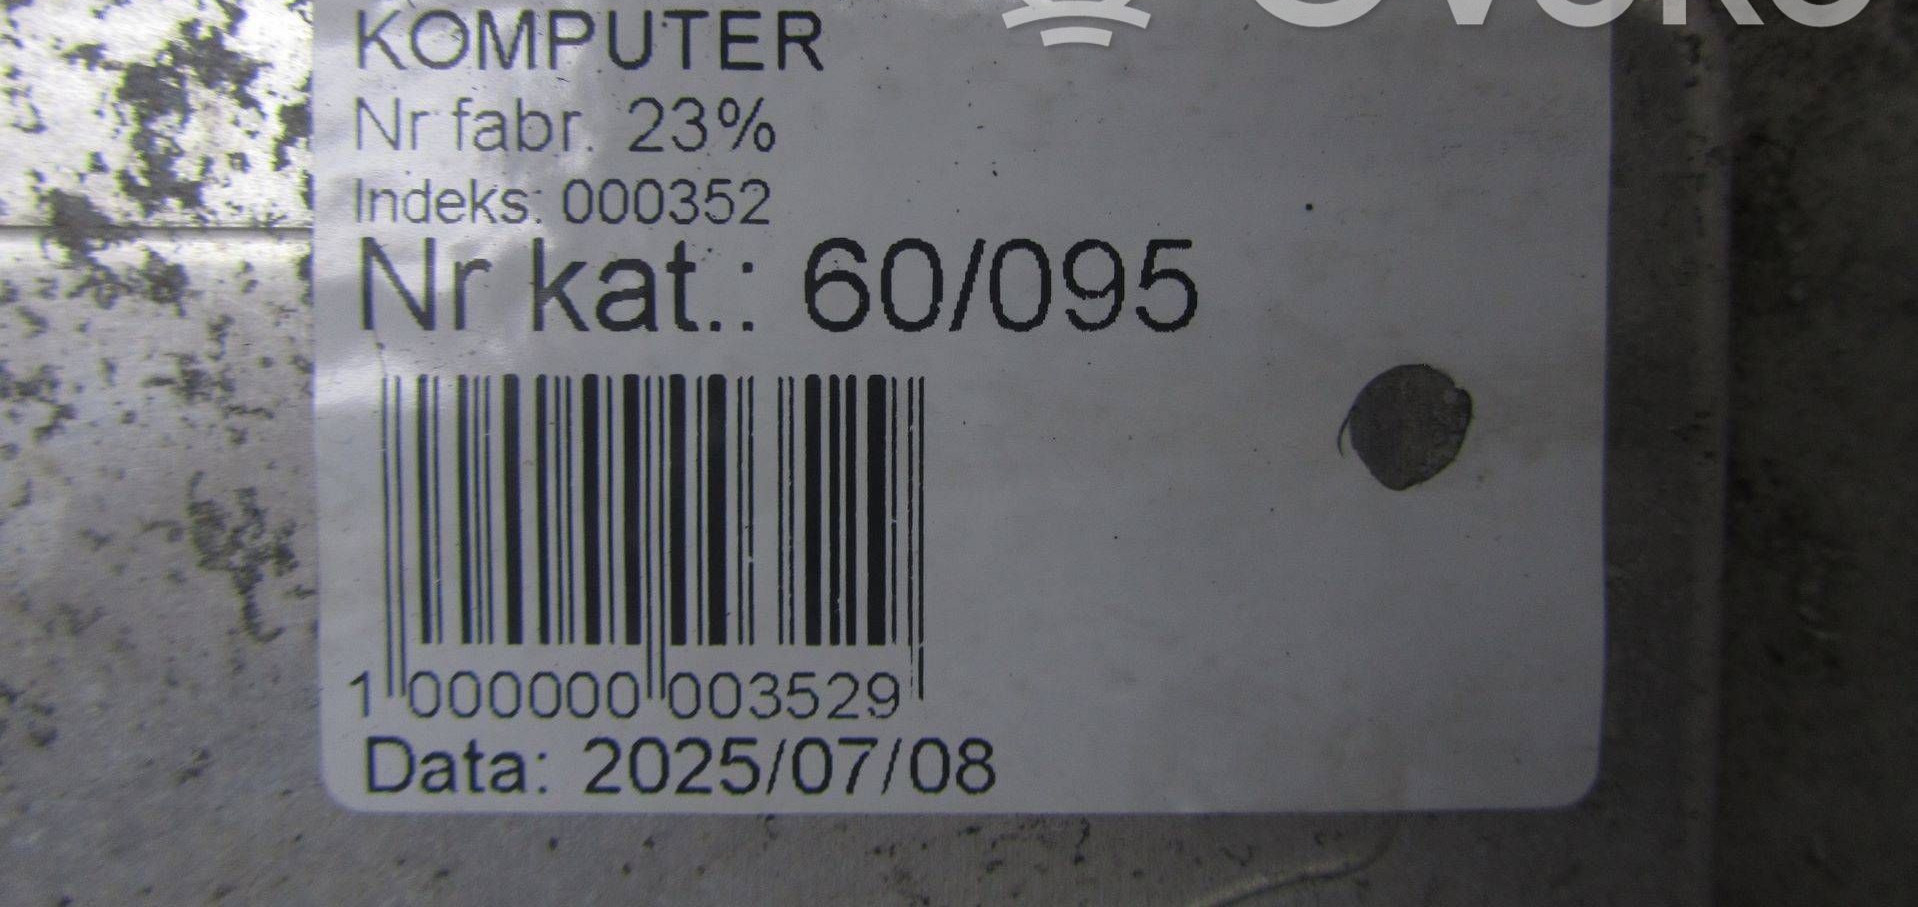 KOMPUTER
Nr fabr. 23%
Indeks: 000352
Nr kat.: 60/095
1 000000 003529
Data: 2025/07/08